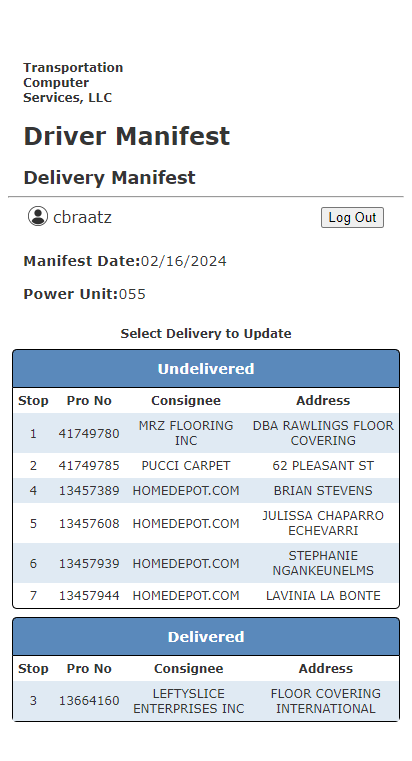 Transportation
Computer
Services, LLC
Driver Manifest
Delivery Manifest
cbraatz
Log Out
Manifest Date:02/16/2024
Power Unit:055
Select Delivery to Update
Undelivered
Stop Pro No Consignee Address
1 41749780 MRZ FLOORING INC DBA RAWLINGS FLOOR COVERING
2 41749785 PUCCI CARPET 62 PLEASANT ST
4 13457389 HOMEDEPOT.COM BRIAN STEVENS
5 13457608 HOMEDEPOT.COM JULISSA CHAPARRO ECHEVARRI
6 13457939 HOMEDEPOT.COM STEPHANIE NGANKEUNELMS
7 13457944 HOMEDEPOT.COM LAVINIA LA BONTE
Delivered
Stop Pro No Consignee Address
3 13664160 LEFTYSLICE ENTERPRISES INC FLOOR COVERING INTERNATIONAL